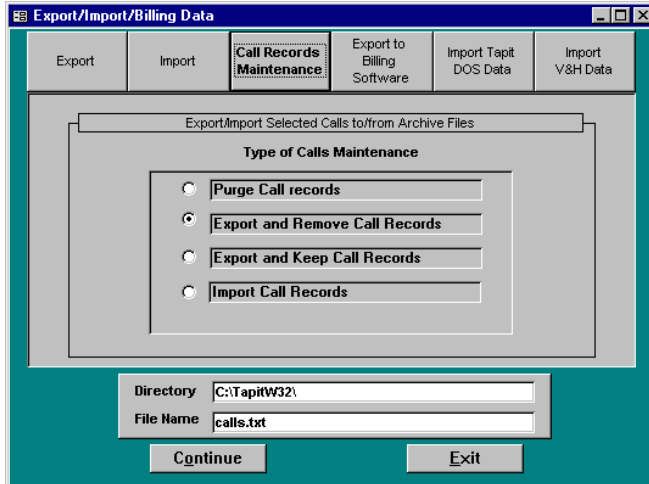 Export/Import/Billing Data
Export
Import
Call Records
Maintenance
Export to
Billing
Software
Import Tapit
DOS Data
Import
V&H Data
Export/Import Selected Calls to/from Archive Files
Type of Calls Maintenance
Purge Call records
Export and Remove Call Records
Export and Keep Call Records
Import Call Records
Directory C:\TapitW32\
File Name calls.txt
Continue Exit